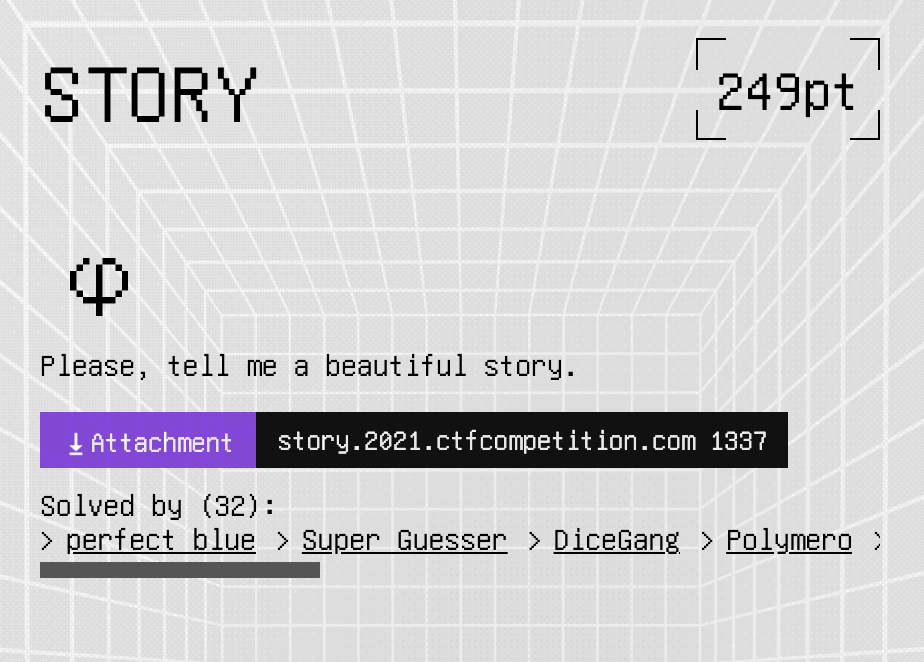 STORY
249pt
φ
Please, tell me a beautiful story.
Attachment
story.2021.ctfcompetition.com 1337
Solved by (32):
> perfect blue > Super Guesser > DiceGang > Polymero >